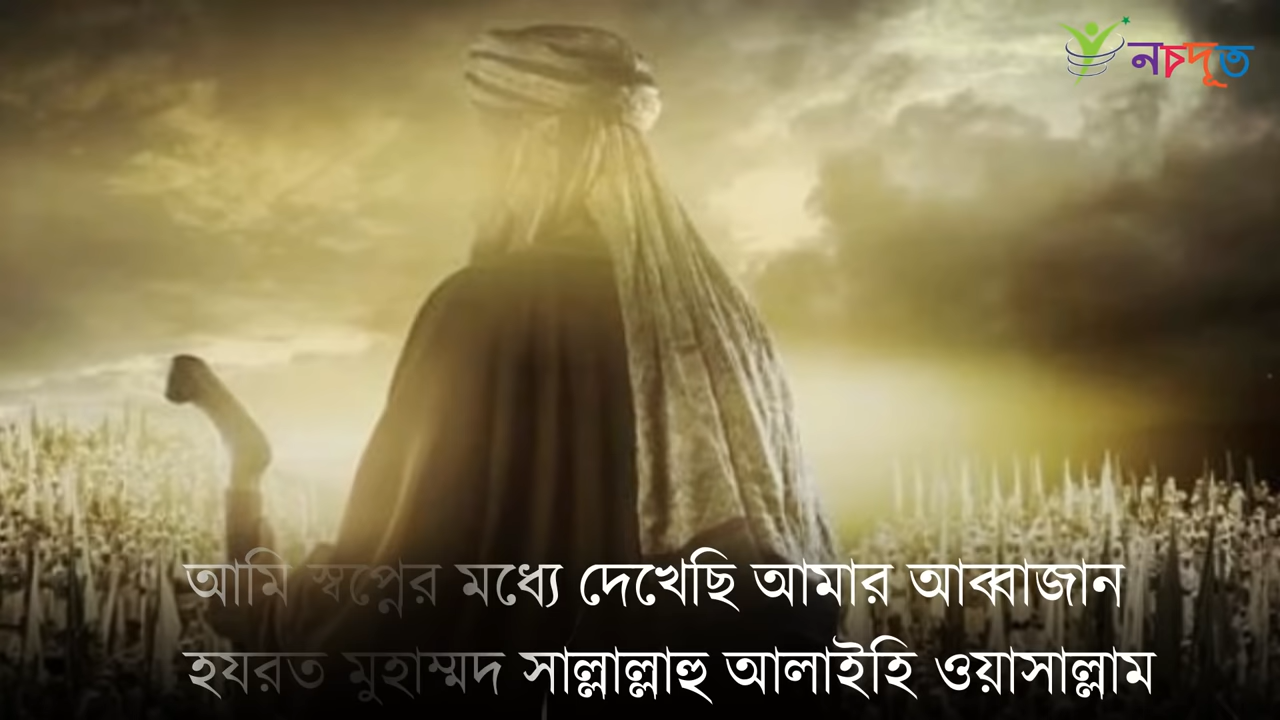 নচদূত
আমি স্বপ্নের মধ্যে দেখেছি আমার আব্বাজান
হযরত মুহাম্মদ সাল্লাল্লাহু আলাইহি ওয়াসাল্লাম